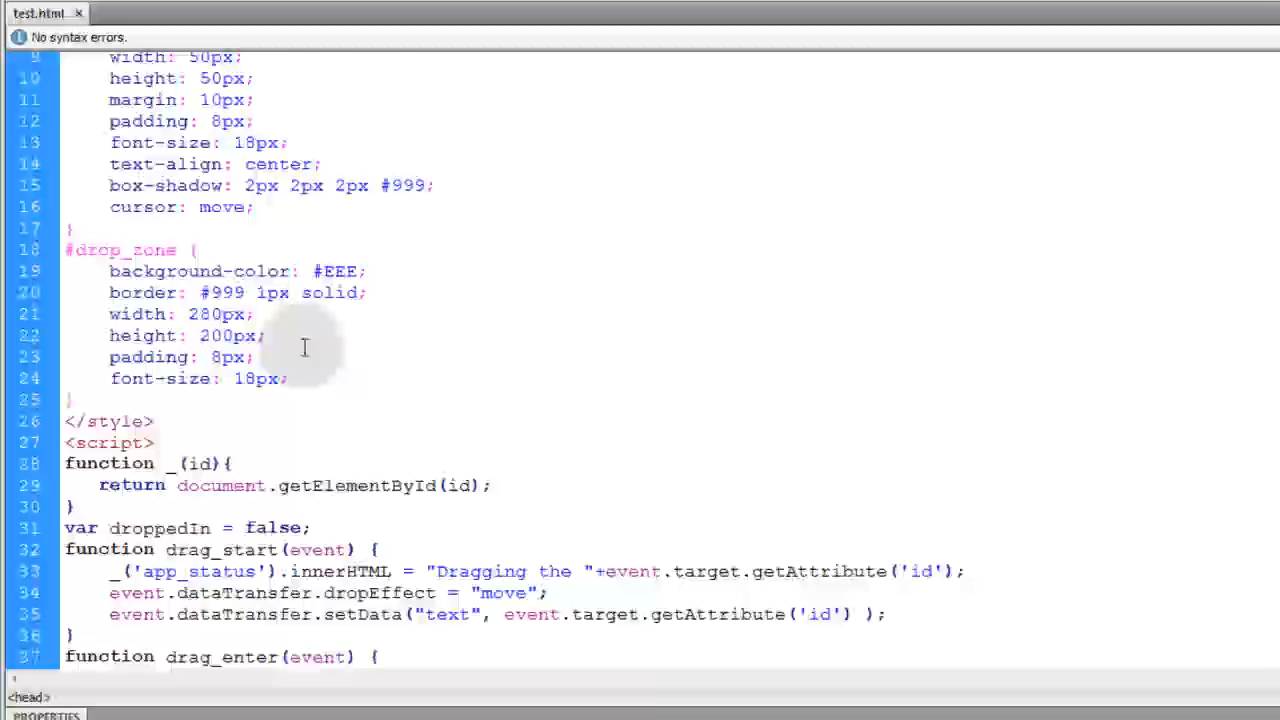 test.html ×
No syntax errors.
9 width: 50px;
10 height: 50px;
11 margin: 10px;
12 padding: 8px;
13 font-size: 18px;
14 text-align: center;
15 box-shadow: 2px 2px 2px #999;
16 cursor: move;
17 }
18 #drop_zone {
19 background-color: #EEE;
20 border: #999 1px solid;
21 width: 280px;
22 height: 200px;
23 padding: 8px;
24 font-size: 18px;
25 }
26 </style>
27 <script>
28 function _(id){
29 return document.getElementById(id);
30 }
31 var droppedIn = false;
32 function drag_start(event) {
33 _('app_status').innerHTML = "Dragging the "+event.target.getAttribute('id');
34 event.dataTransfer.dropEffect = "move";
35 event.dataTransfer.setData("text", event.target.getAttribute('id') );
36 }
37 function drag_enter(event) {
<head>
PROPERTIES